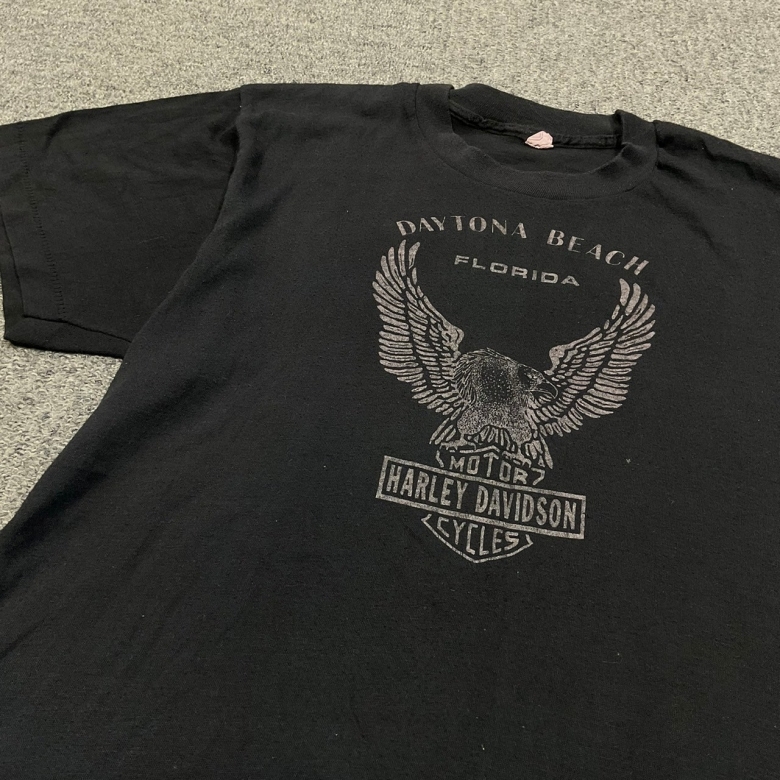 DAYTONA BEACH
FLORIDA
MOTOR
HARLEY DAVIDSON
CYCLES